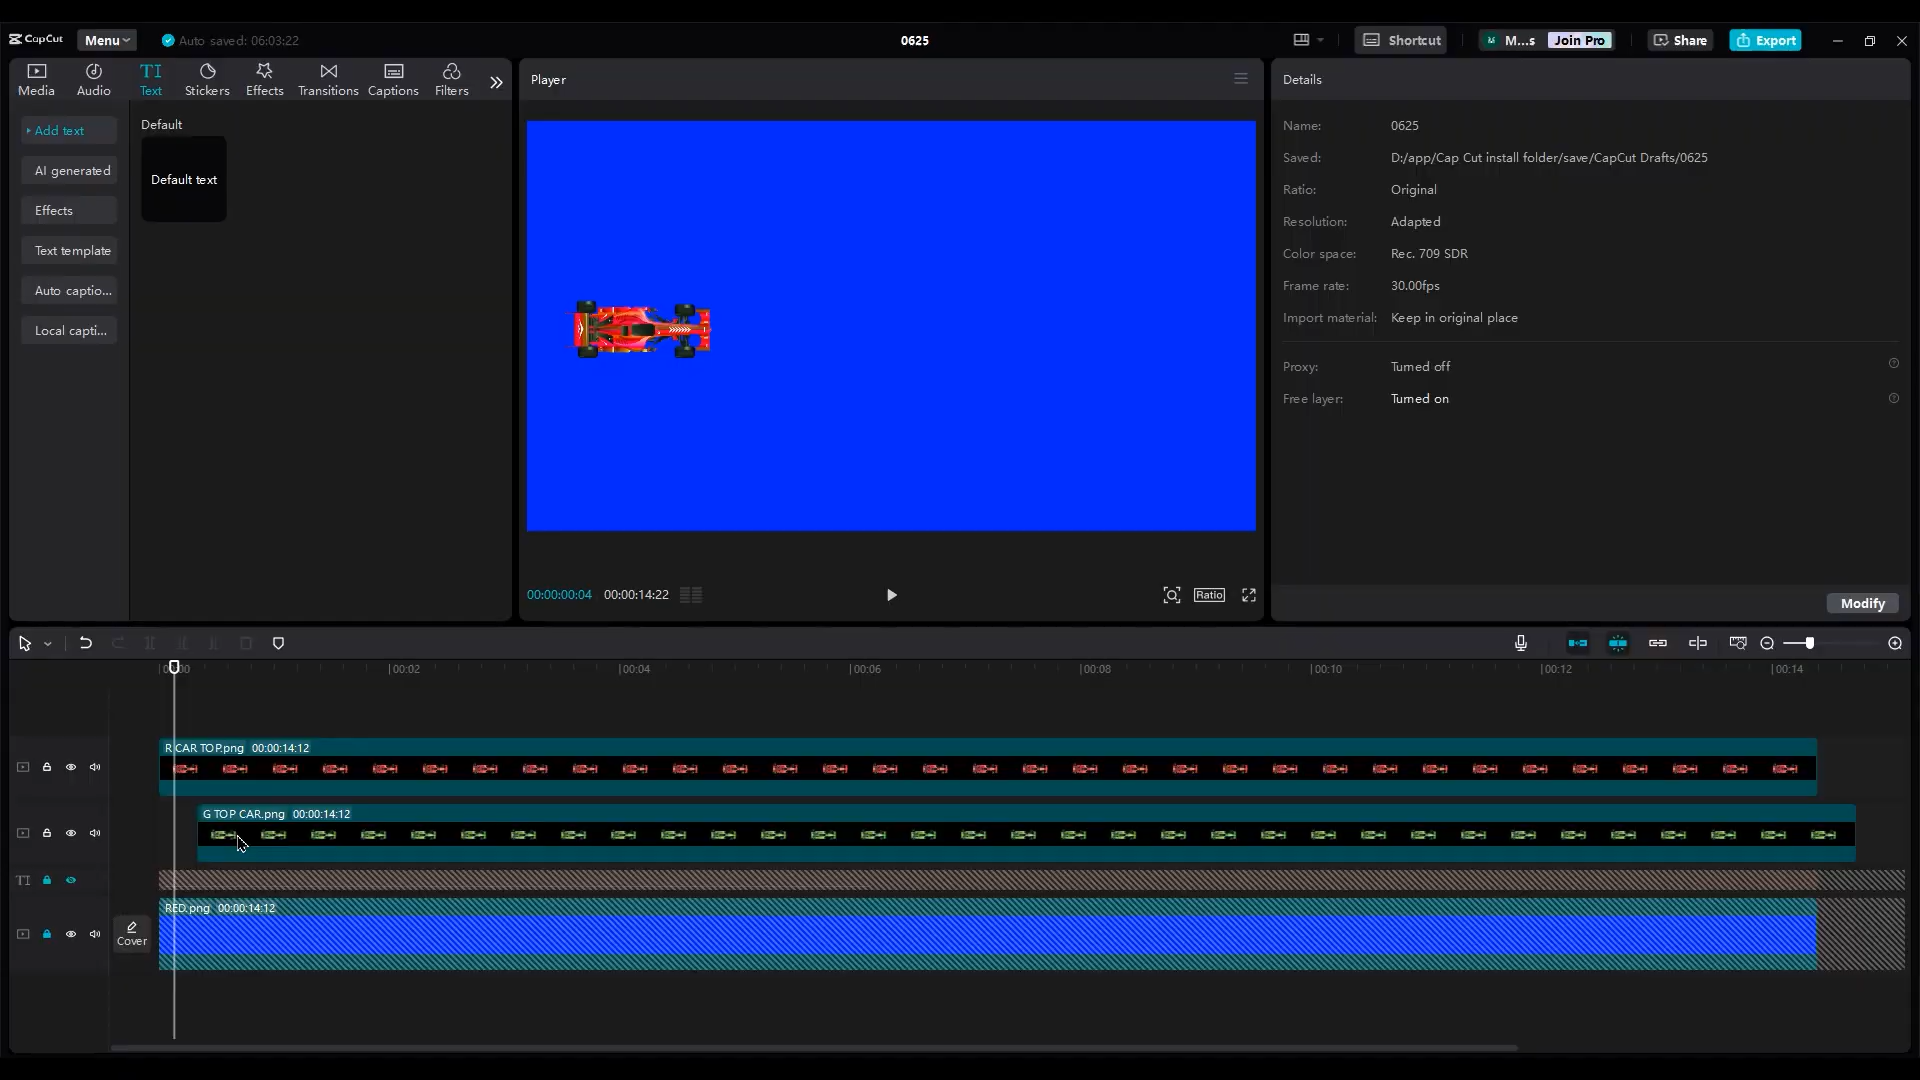 CapCut
Menu
Auto saved: 06:03:22
0625
Shortcut
M...s
Join Pro
Share
Export
Media
Audio
TI
Text
Stickers
Effects
Transitions
Captions
Filters
Add text
AI generated
Effects
Text template
Auto captio...
Local capti...
Default
Default text
Player
00:00:00:04
00:00:14:22
Ratio
Details
Name: 0625
Saved: D:/app/Cap Cut install folder/save/CapCut Drafts/0625
Ratio: Original
Resolution: Adapted
Color space: Rec. 709 SDR
Frame rate: 30.00fps
Import material: Keep in original place
Proxy: Turned off
Free layer: Turned on
Modify
00:00
00:02
00:04
00:06
00:08
00:10
00:12
00:14
R CAR TOP.png 00:00:14:12
G TOP CAR.png 00:00:14:12
TI
RED.png 00:00:14:12
Cover